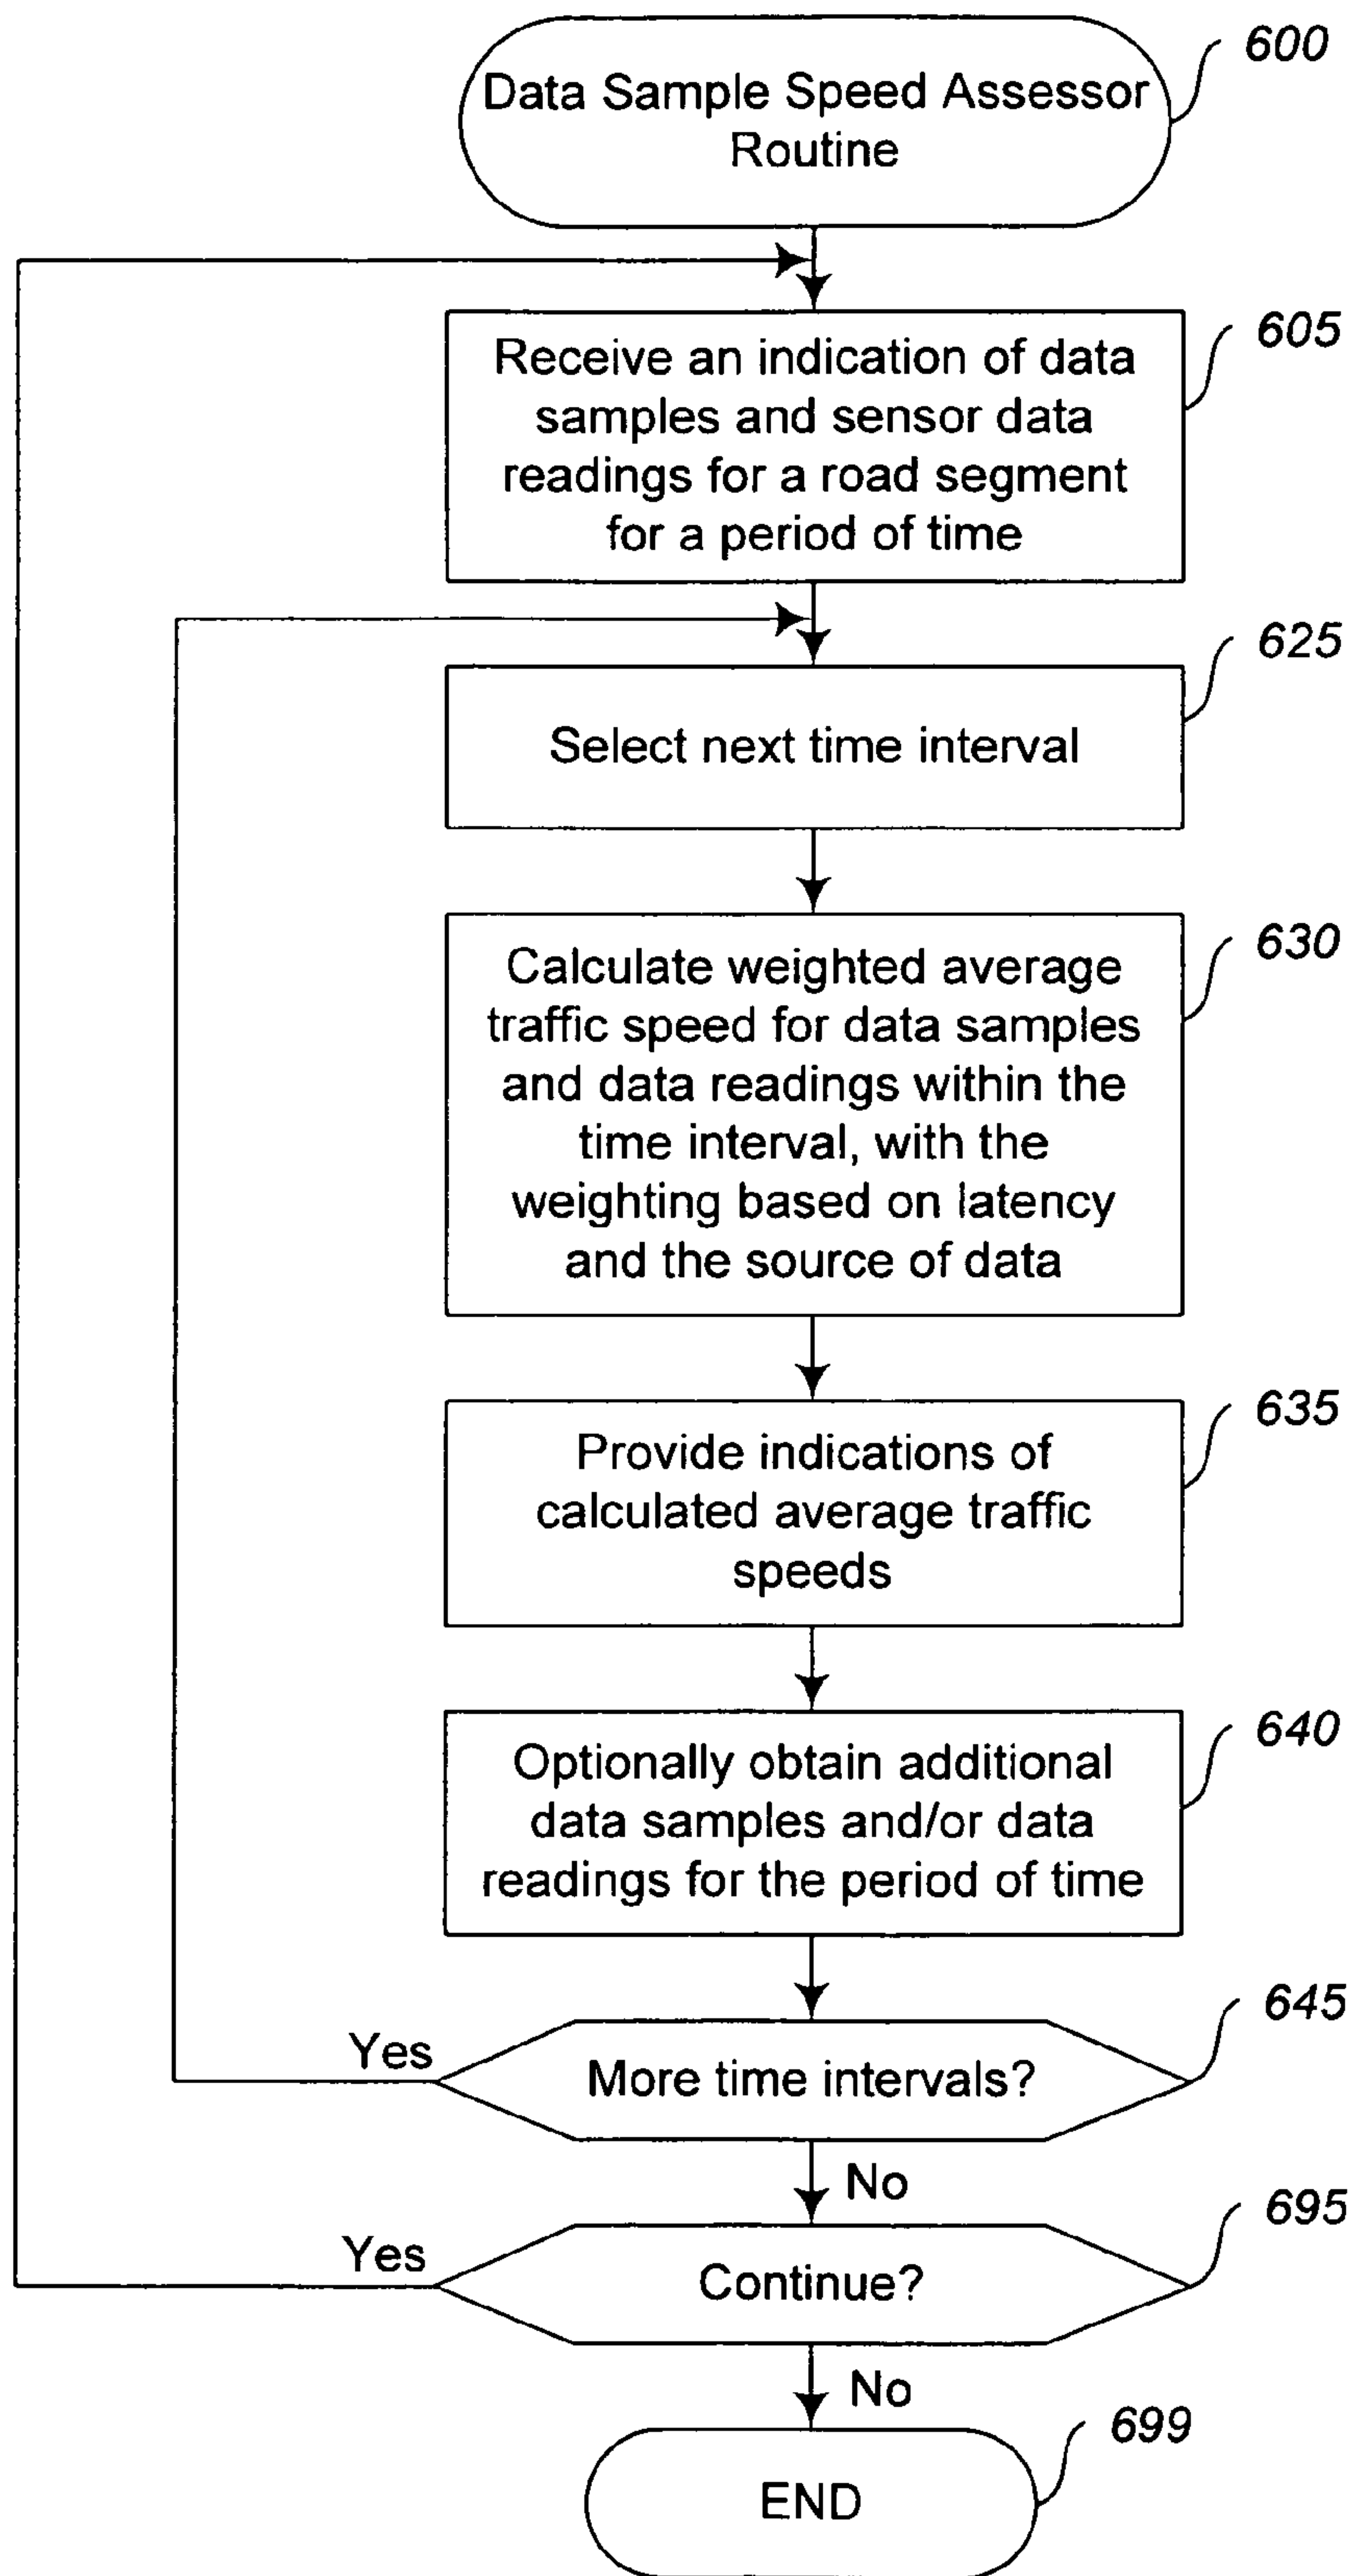 600
Data Sample Speed Assessor
Routine
605
Receive an indication of data
samples and sensor data
readings for a road segment
for a period of time
625
Select next time interval
630
Calculate weighted average
traffic speed for data samples
and data readings within the
time interval, with the
weighting based on latency
and the source of data
635
Provide indications of
calculated average traffic
speeds
640
Optionally obtain additional
data samples and/or data
readings for the period of time
645
Yes
More time intervals?
No
695
Yes
Continue?
No
699
END